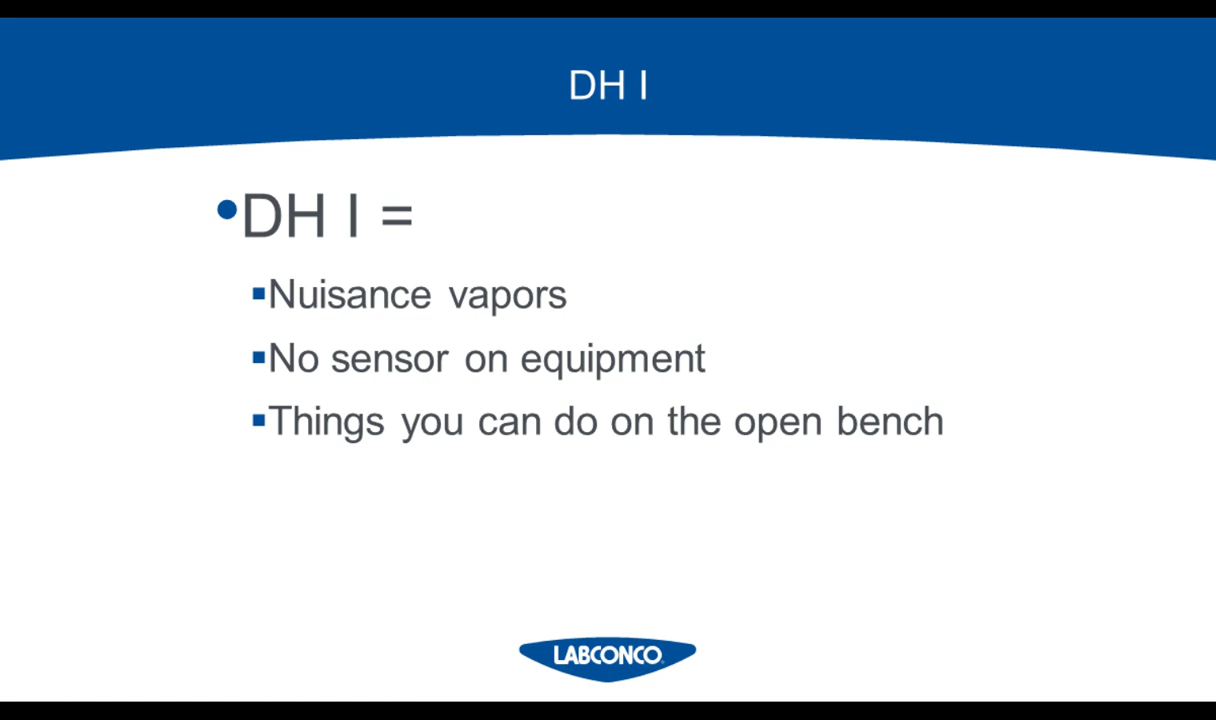 DH I
•DH I =
▪Nuisance vapors
▪No sensor on equipment
▪Things you can do on the open bench
LABCONCO